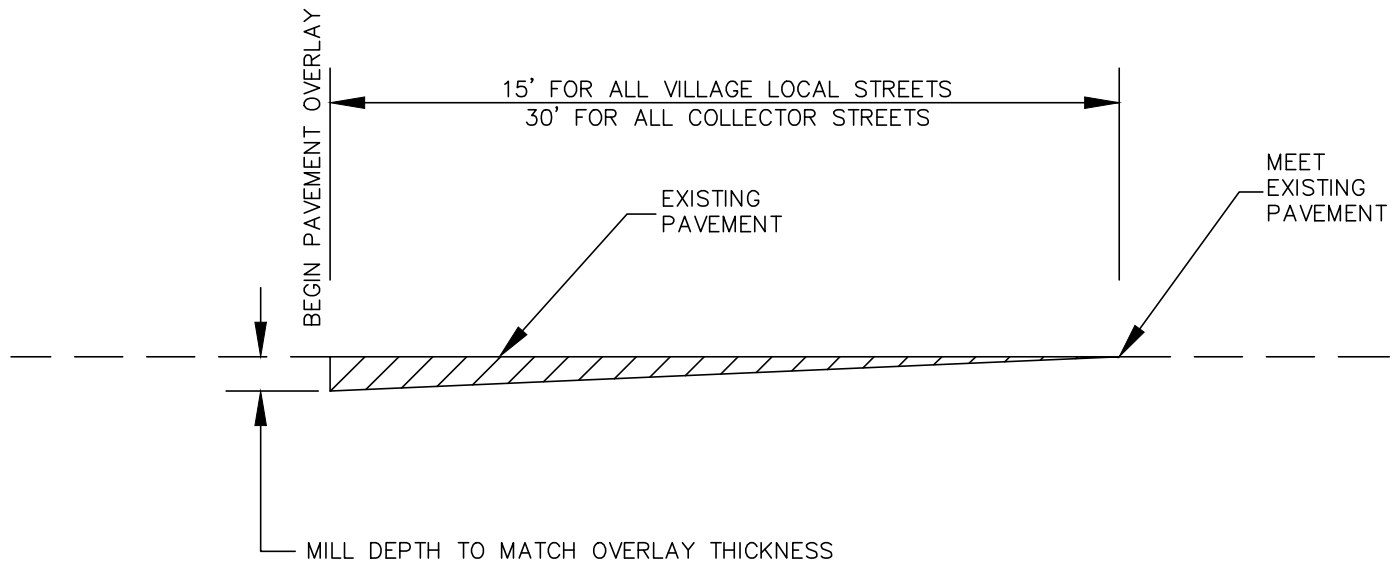 BEGIN PAVEMENT OVERLAY
15' FOR ALL VILLAGE LOCAL STREETS
30' FOR ALL COLLECTOR STREETS
EXISTING
PAVEMENT
MEET
EXISTING
PAVEMENT
MILL DEPTH TO MATCH OVERLAY THICKNESS